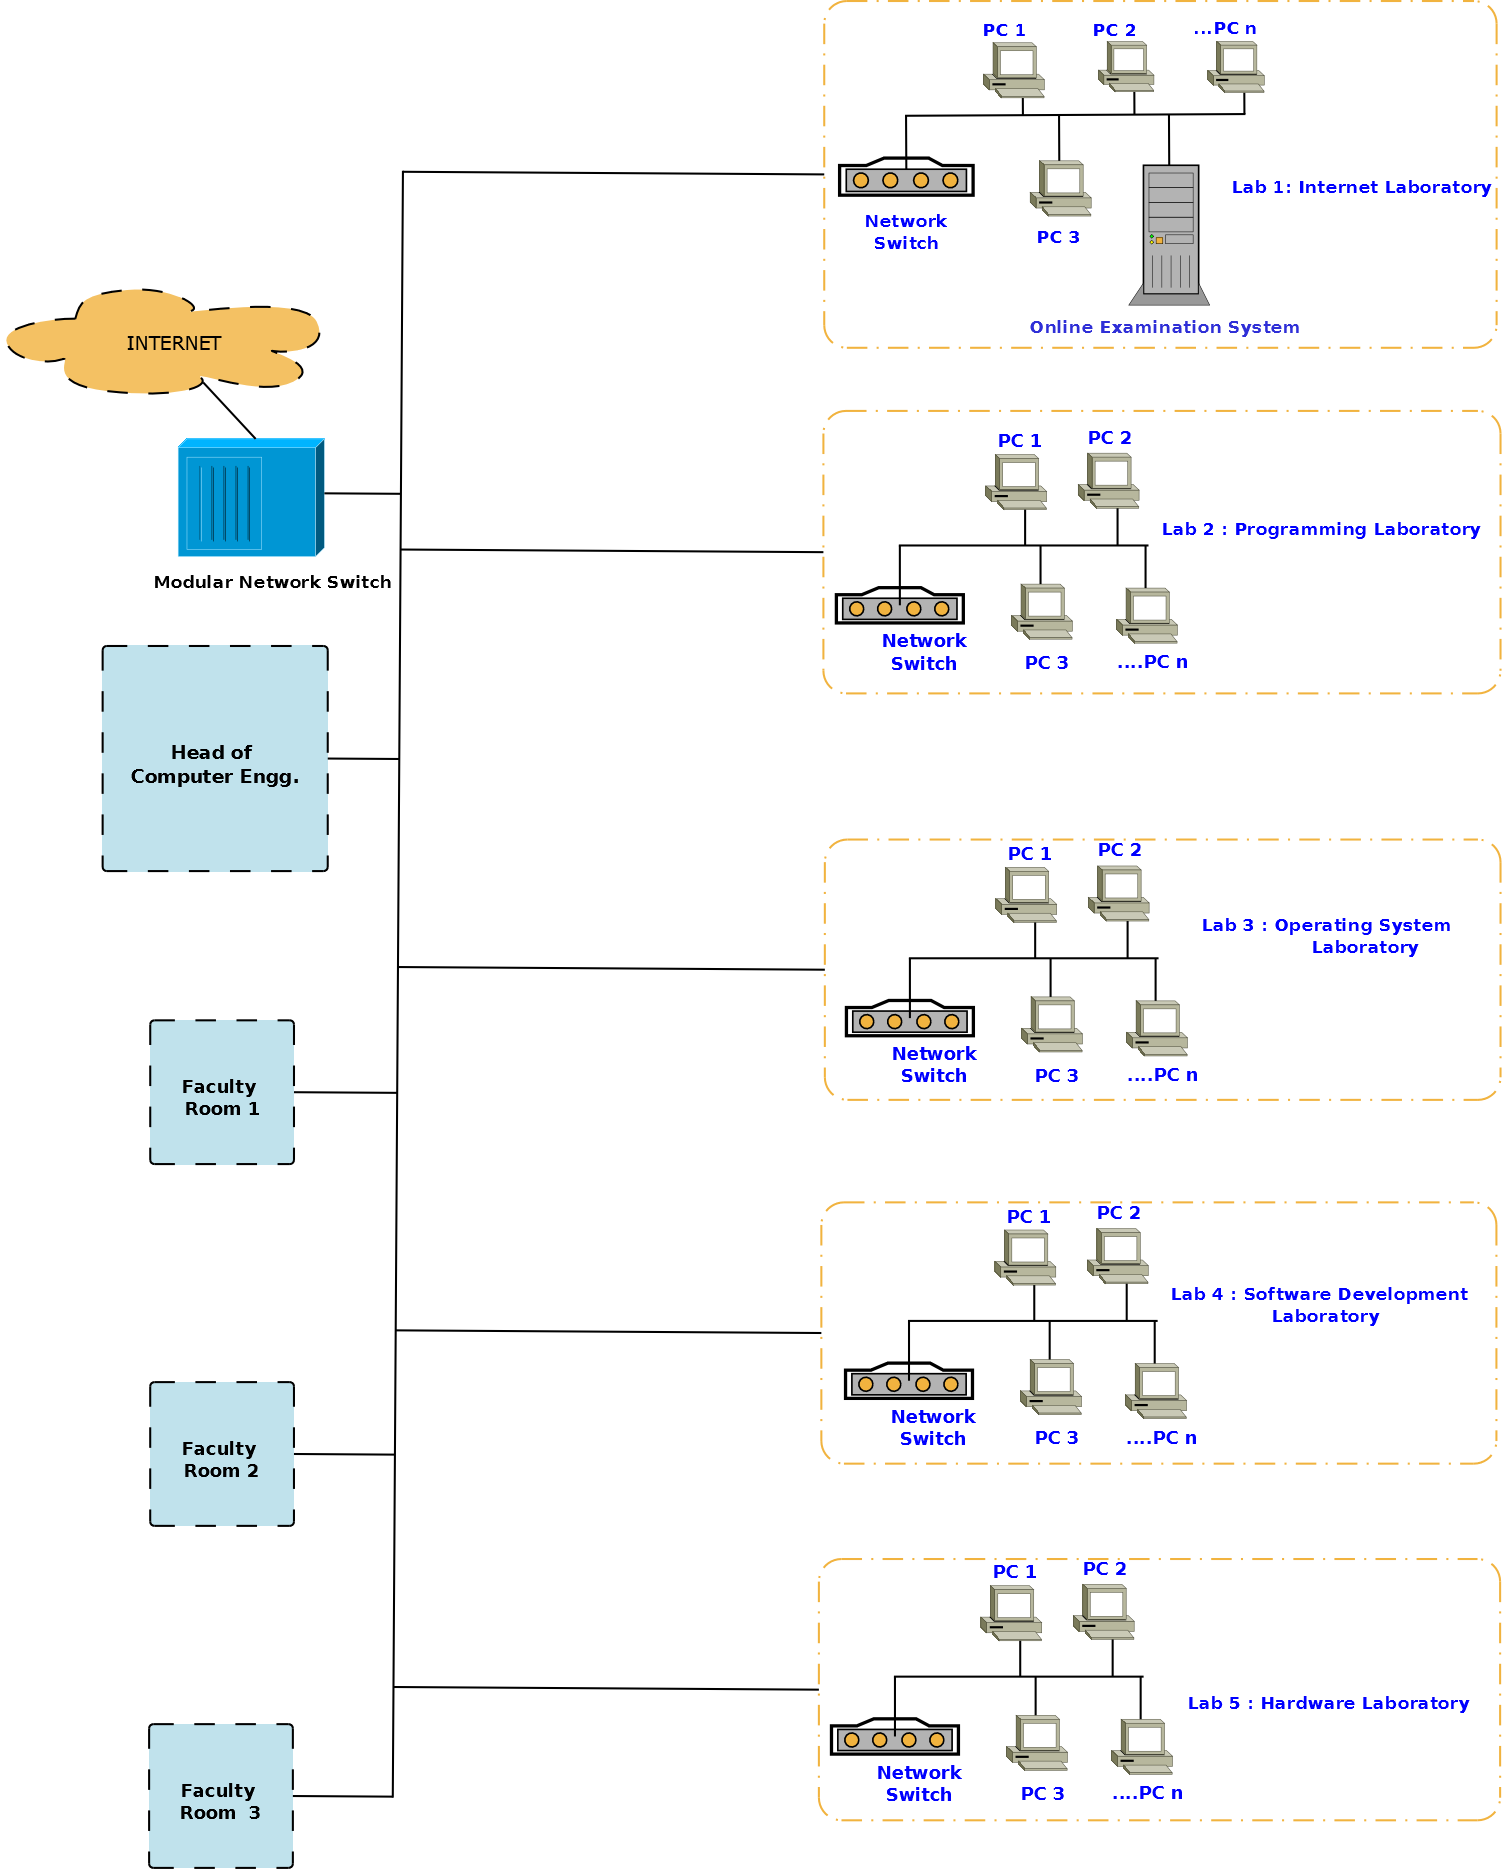 PC 1
PC 2
...PC n
Network
Switch
PC 3
Lab 1: Internet Laboratory
Online Examination System
INTERNET
Modular Network Switch
PC 1
PC 2
Lab 2 : Programming Laboratory
Network
Switch
PC 3
....PC n
Head of
Computer Engg.
PC 1
PC 2
Lab 3 : Operating System
Laboratory
Network
Switch
PC 3
....PC n
Faculty
Room 1
PC 1
PC 2
Lab 4 : Software Development
Laboratory
Network
Switch
PC 3
....PC n
Faculty
Room 2
PC 1
PC 2
Lab 5 : Hardware Laboratory
Network
Switch
PC 3
....PC n
Faculty
Room 3